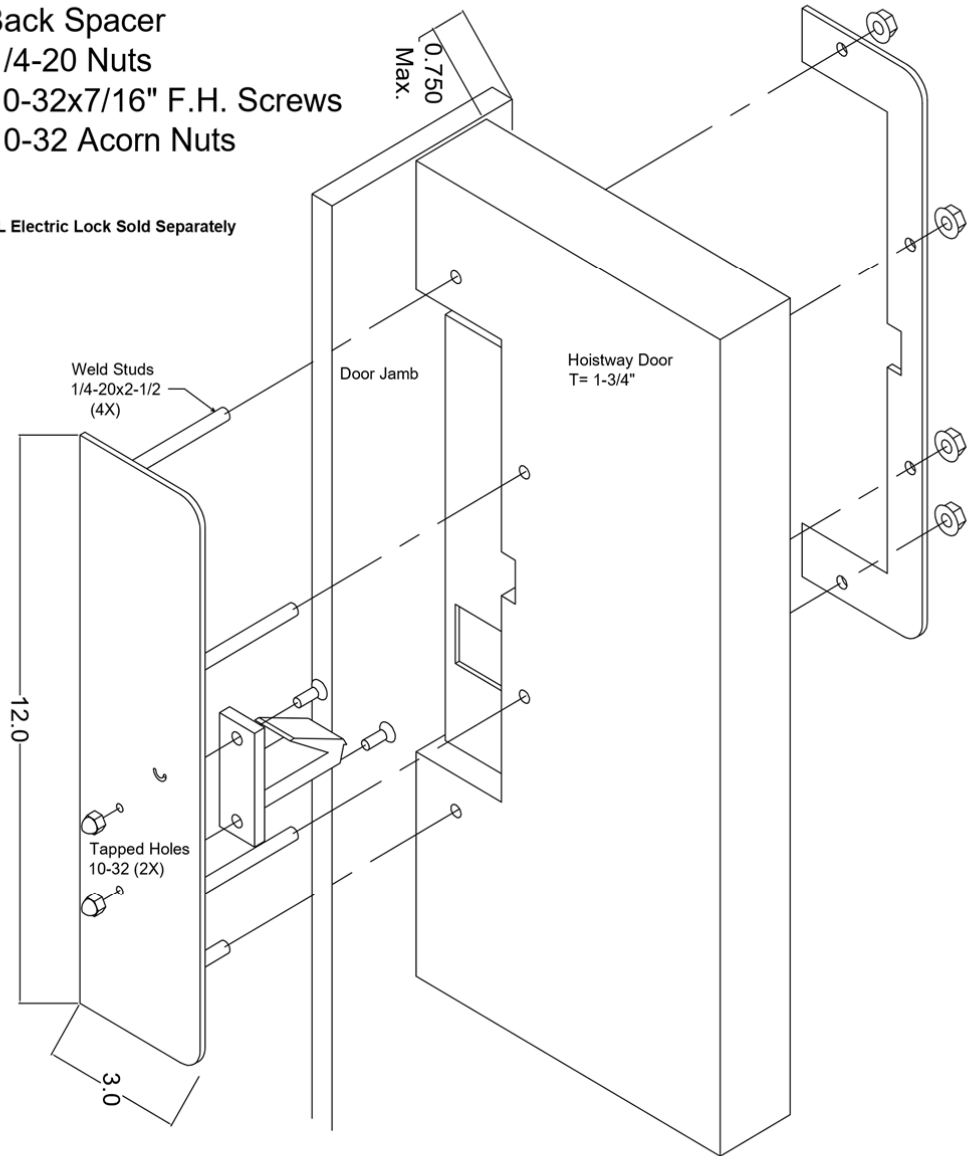 Back Spacer
/4-20 Nuts
0-32x7/16" F.H. Screws
0-32 Acorn Nuts
L Electric Lock Sold Separately
0.750
Max.
Weld Studs
1/4-20x2-1/2
(4X)
Door Jamb
Hoistway Door
T= 1-3/4"
12.0
Tapped Holes
10-32 (2X)
3.0